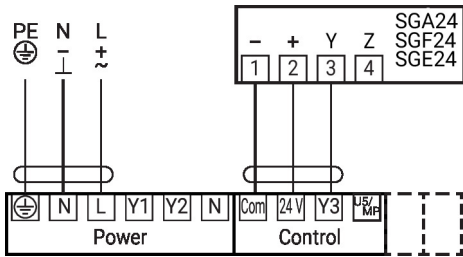 PE N L
– – +
⊥ ~
SGA24
SGF24
SGE24
– + Y Z
1 2 3 4
N L Y1 Y2 N Com 24 V Y3 U5/MP
Power Control